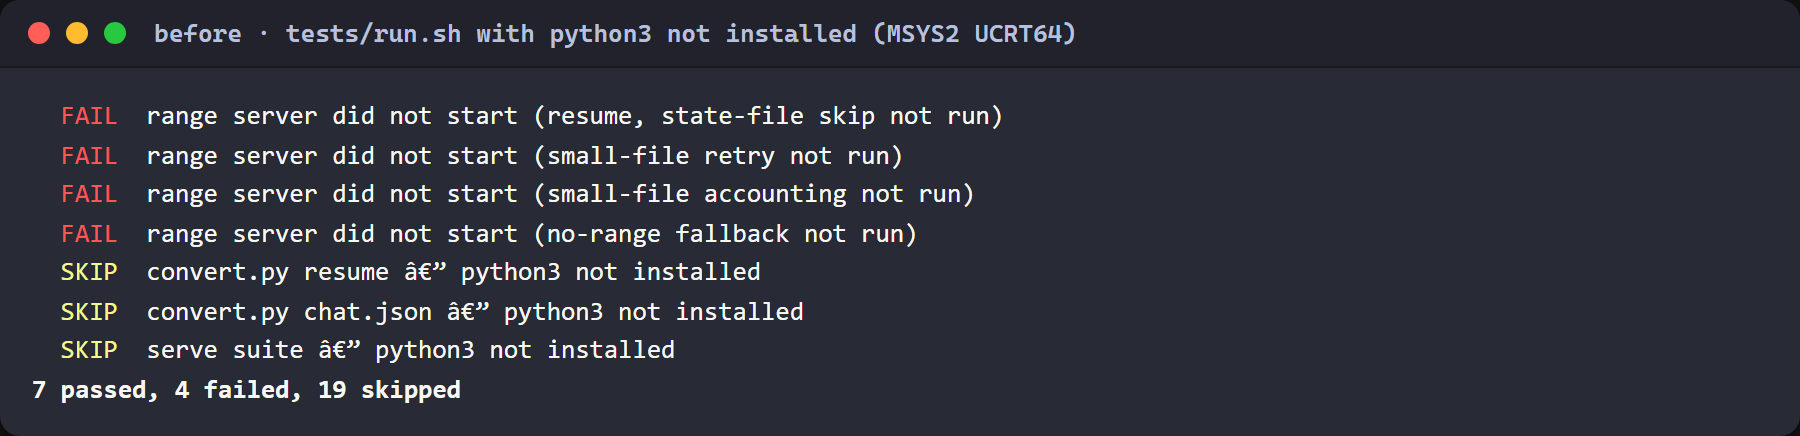 before · tests/run.sh with python3 not installed (MSYS2 UCRT64)
FAIL range server did not start (resume, state-file skip not run)
FAIL range server did not start (small-file retry not run)
FAIL range server did not start (small-file accounting not run)
FAIL range server did not start (no-range fallback not run)
SKIP convert.py resume â€” python3 not installed
SKIP convert.py chat.json â€” python3 not installed
SKIP serve suite â€” python3 not installed
7 passed, 4 failed, 19 skipped